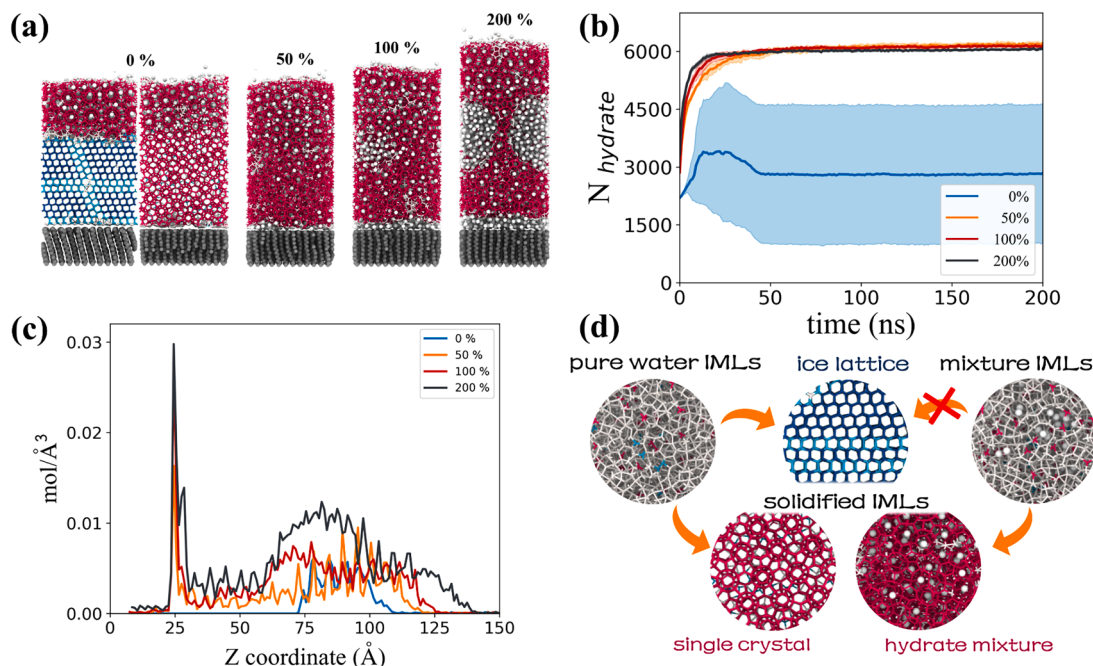 (a)
0 %
50 %
100 %
200 %
(b)
N hydrate
6000
4500
3000
1500
0
0%
50%
100%
200%
0 50 100 150 200
time (ns)
(c)
mol/Å³
0.03
0.02
0.01
0.00
0 %
50 %
100 %
200 %
0 25 50 75 100 125 150
Z coordinate (Å)
(d)
pure water IMLs
ice lattice
mixture IMLs
solidified IMLs
single crystal
hydrate mixture